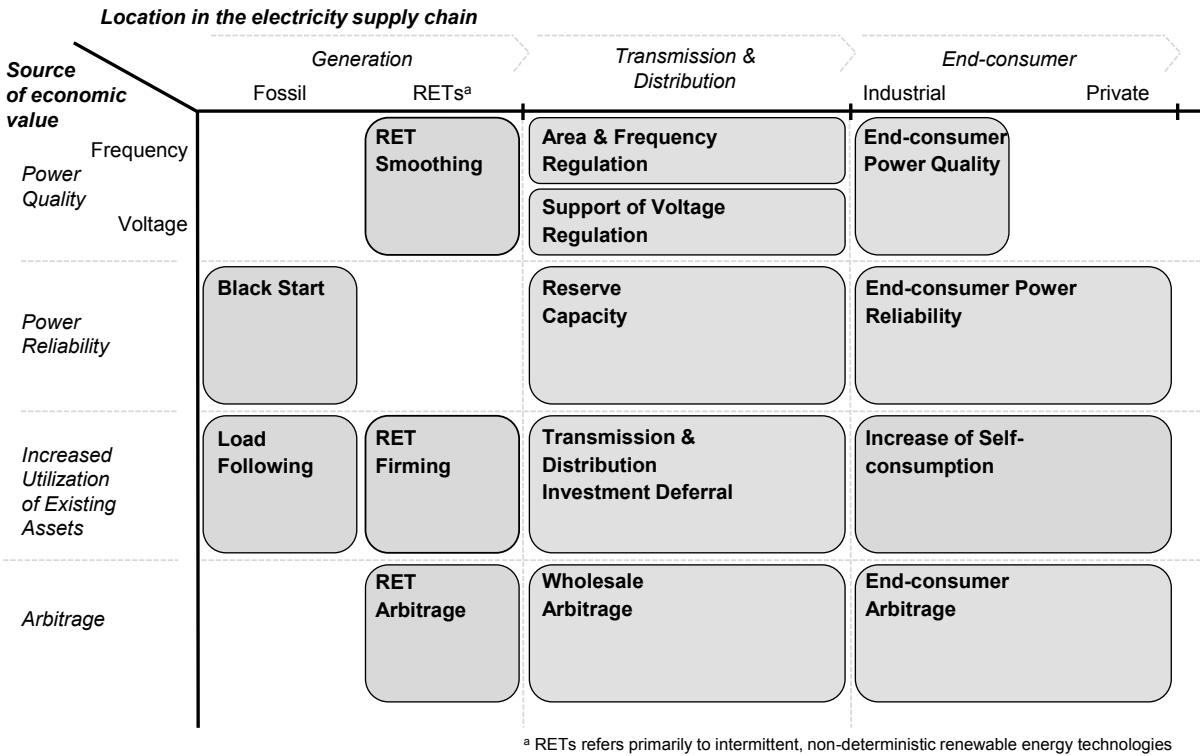 Location in the electricity supply chain
Source
of economic
value
Generation
Transmission &
Distribution
End-consumer
Fossil
RETsᵃ
Industrial
Private
Power
Quality
Frequency
Voltage
RET
Smoothing
Area & Frequency
Regulation
Support of Voltage
Regulation
End-consumer
Power Quality
Power
Reliability
Black Start
Reserve
Capacity
End-consumer Power
Reliability
Increased
Utilization
of Existing
Assets
Load
Following
RET
Firming
Transmission &
Distribution
Investment Deferral
Increase of Self-
consumption
Arbitrage
RET
Arbitrage
Wholesale
Arbitrage
End-consumer
Arbitrage
ᵃ RETs refers primarily to intermittent, non-deterministic renewable energy technologies